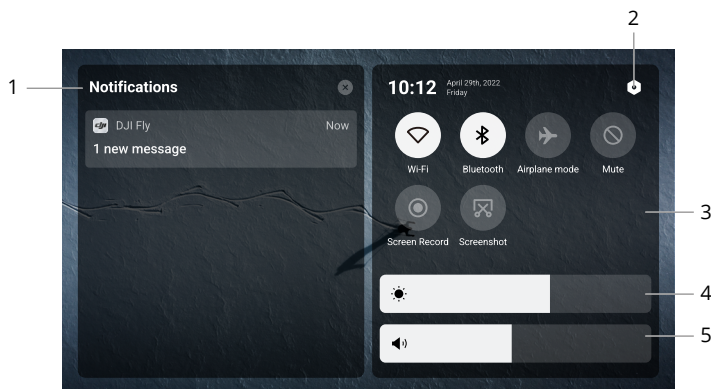 2
1
Notifications
DJI Fly
Now
1 new message
10:12
April 29th, 2022
Friday
Wi-Fi
Bluetooth
Airplane mode
Mute
Screen Record
Screenshot
3
4
5